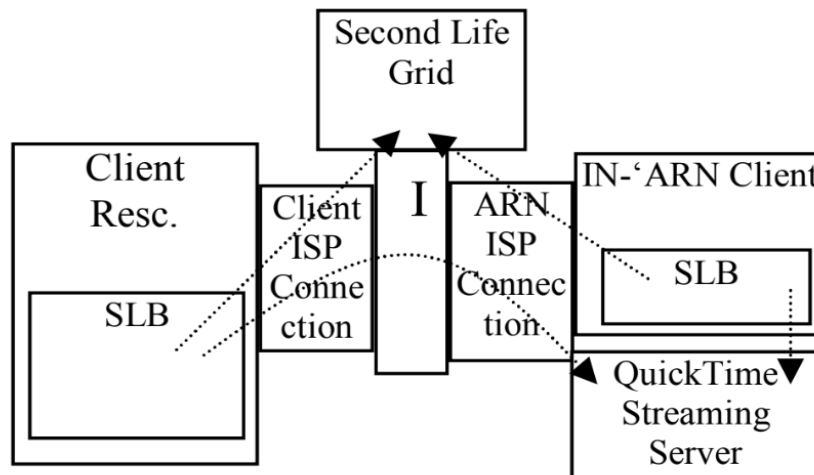 Second Life
Grid
Client
Resc.
SLB
Client
ISP
Conne
ction
I
ARN
ISP
Connec
tion
IN-‘ARN Client
SLB
QuickTime
Streaming
Server